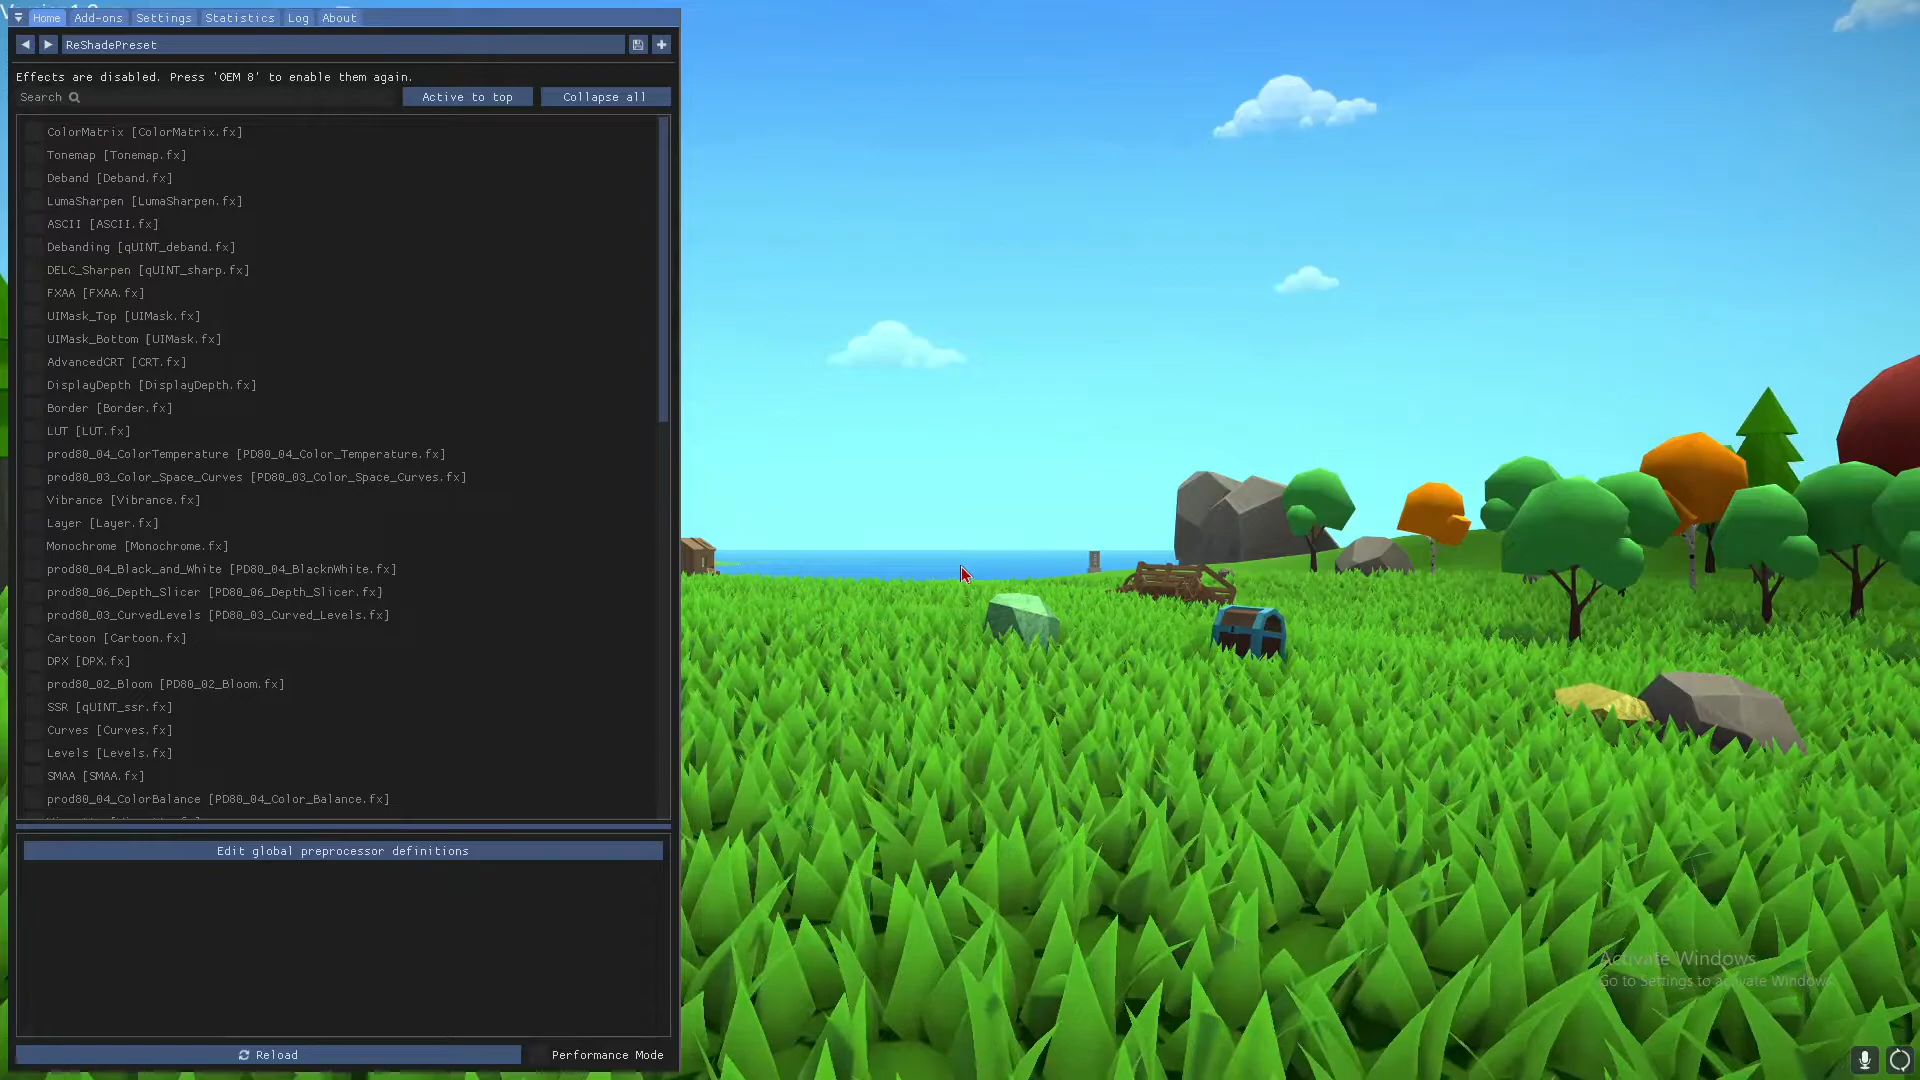 Home Add-ons Settings Statistics Log About
ReShadePreset
Effects are disabled. Press 'OEM 8' to enable them again.
Search Active to top Collapse all
ColorMatrix [ColorMatrix.fx]
Tonemap [Tonemap.fx]
Deband [Deband.fx]
LumaSharpen [LumaSharpen.fx]
ASCII [ASCII.fx]
Debanding [qUINT_deband.fx]
DELC_Sharpen [qUINT_sharp.fx]
FXAA [FXAA.fx]
UIMask_Top [UIMask.fx]
UIMask_Bottom [UIMask.fx]
AdvancedCRT [CRT.fx]
DisplayDepth [DisplayDepth.fx]
Border [Border.fx]
LUT [LUT.fx]
prod80_04_ColorTemperature [PD80_04_Color_Temperature.fx]
prod80_03_Color_Space_Curves [PD80_03_Color_Space_Curves.fx]
Vibrance [Vibrance.fx]
Layer [Layer.fx]
Monochrome [Monochrome.fx]
prod80_04_Black_and_White [PD80_04_BlacknWhite.fx]
prod80_06_Depth_Slicer [PD80_06_Depth_Slicer.fx]
prod80_03_CurvedLevels [PD80_03_Curved_Levels.fx]
Cartoon [Cartoon.fx]
DPX [DPX.fx]
prod80_02_Bloom [PD80_02_Bloom.fx]
SSR [qUINT_ssr.fx]
Curves [Curves.fx]
Levels [Levels.fx]
SMAA [SMAA.fx]
prod80_04_ColorBalance [PD80_04_Color_Balance.fx]
Edit global preprocessor definitions
Reload Performance Mode
Activate Windows
Go to Settings to activate Windows.